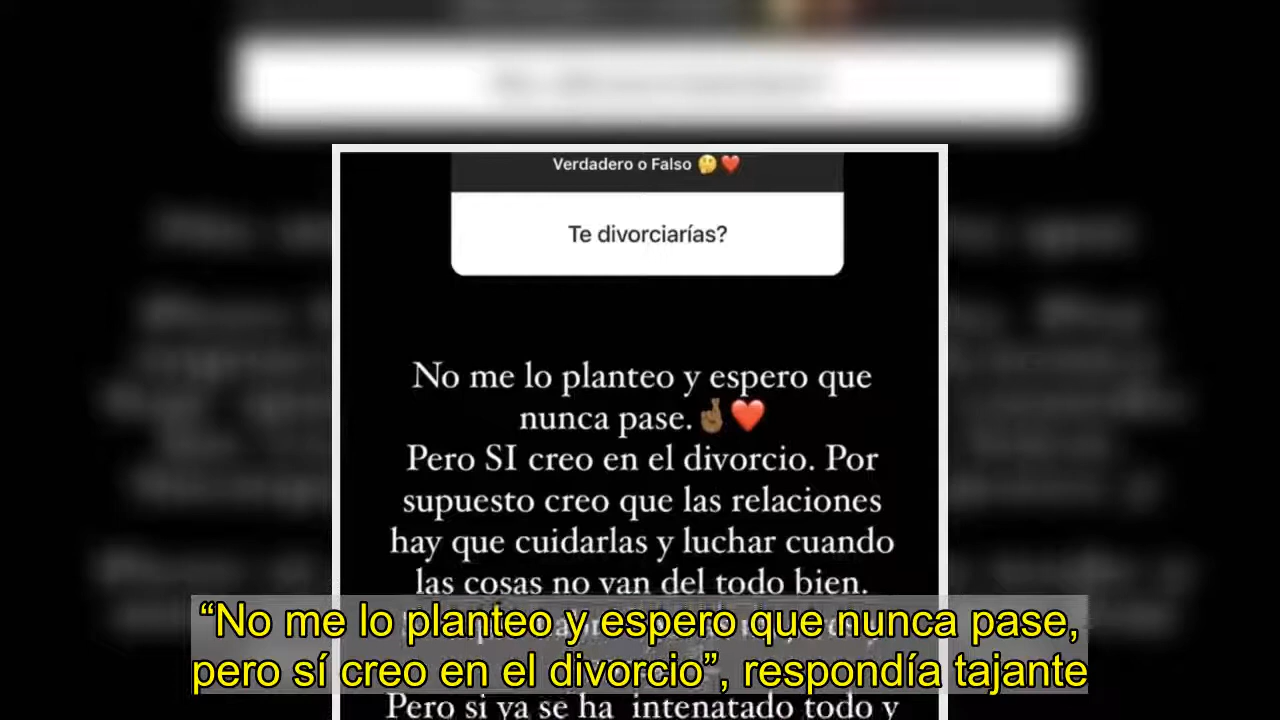 Verdadero o Falso 🤔❤️
Te divorciarías?
No me lo planteo y espero que
nunca pase.🤞🏾❤️
Pero SI creo en el divorcio. Por
supuesto creo que las relaciones
hay que cuidarlas y luchar cuando
las cosas no van del todo bien.
“No me lo planteo y espero que nunca pase,
pero sí creo en el divorcio”, respondía tajante
Pero si ya se ha intenatado todo y